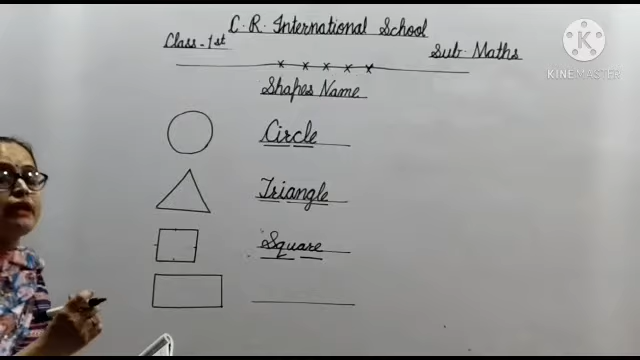 C. R. International School
Class-1st
Sub-Maths
Shapes Name
Circle
Triangle
Square
KINEMASTER